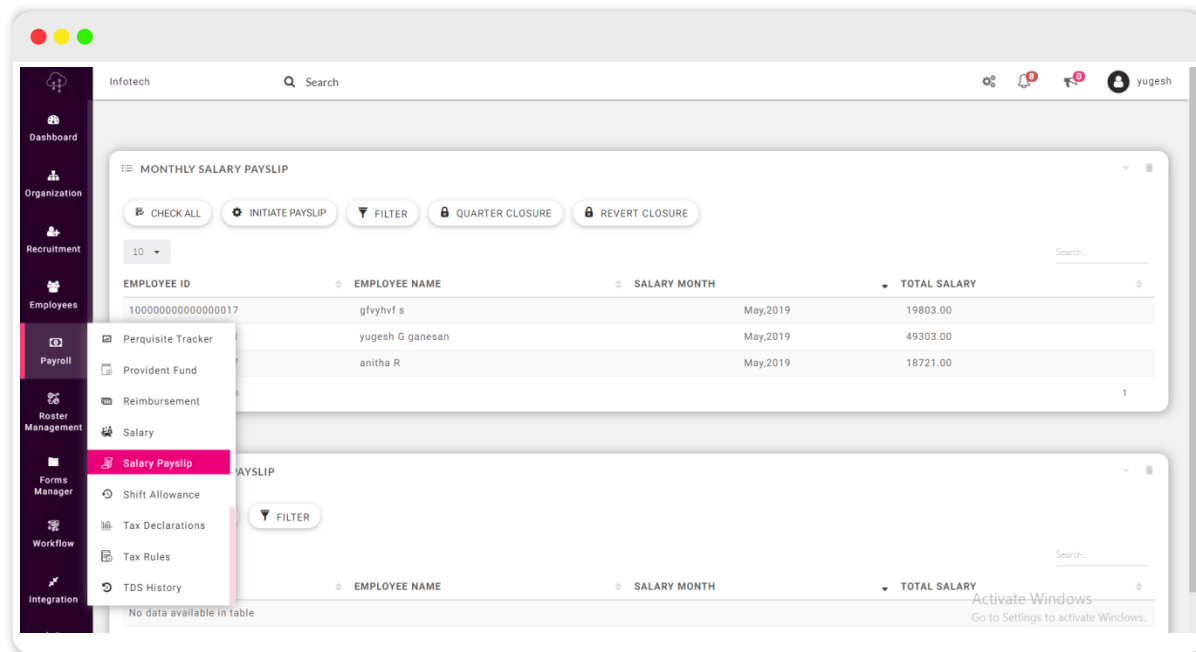 Infotech
Search
8
0
yugesh
Dashboard
Organization
Recruitment
Employees
Payroll
Roster
Management
Forms
Manager
Workflow
Integration
MONTHLY SALARY PAYSLIP
CHECK ALL
INITIATE PAYSLIP
FILTER
QUARTER CLOSURE
REVERT CLOSURE
10
Search...
EMPLOYEE ID EMPLOYEE NAME SALARY MONTH TOTAL SALARY
100000000000000017 gfvyhvf s May,2019 19803.00
yugesh G ganesan May,2019 49303.00
anitha R May,2019 18721.00
1
Perquisite Tracker
Provident Fund
Reimbursement
Salary
Salary Payslip
Shift Allowance
Tax Declarations
Tax Rules
TDS History
AYSLIP
FILTER
Search...
EMPLOYEE NAME SALARY MONTH TOTAL SALARY
No data available in table
Activate Windows
Go to Settings to activate Windows.